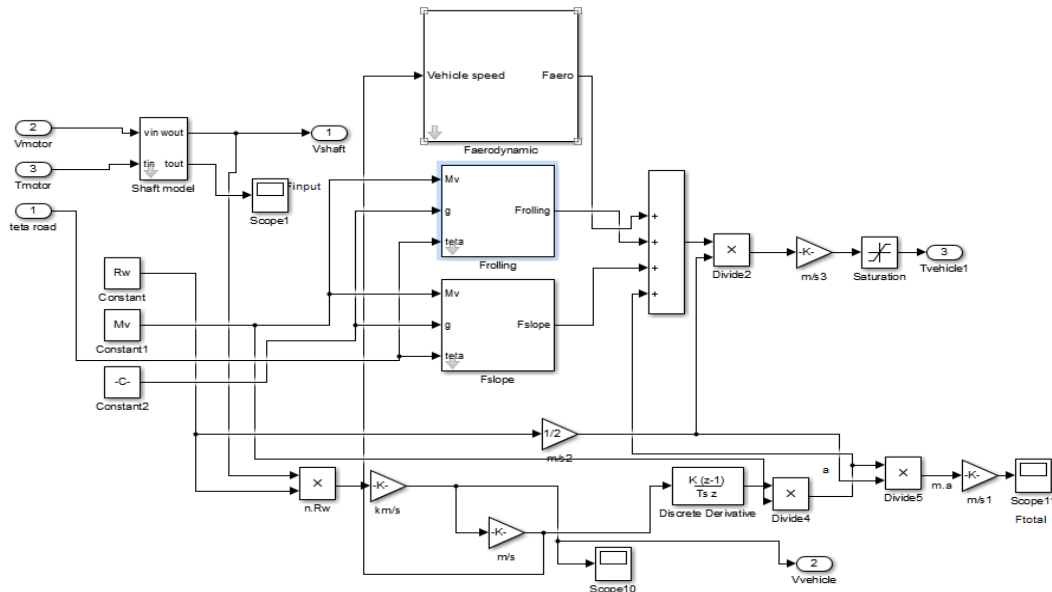 Vehicle speed
Faero
Faerodynamic
2
Vmotor
3
Tmotor
1
teta road
vin
wout
tin
tout
Shaft model
1
Vshaft
Finput
Scope1
Mv
g
teta
Frolling
Frolling
Mv
g
teta
Fslope
Fslope
Rw
Constant
Mv
Constant1
-C-
Constant2
+
+
+
+
×
Divide2
-K-
m/s3
Saturation
3
Tvehicle1
1/2
m/s2
×
n.Rw
-K-
km/s
-K-
m/s
K (z-1)
Ts z
Discrete Derivative
×
Divide4
a
×
Divide5
m.a
-K-
m/s1
Scope11
Ftotal
Scope10
2
Vvehicle